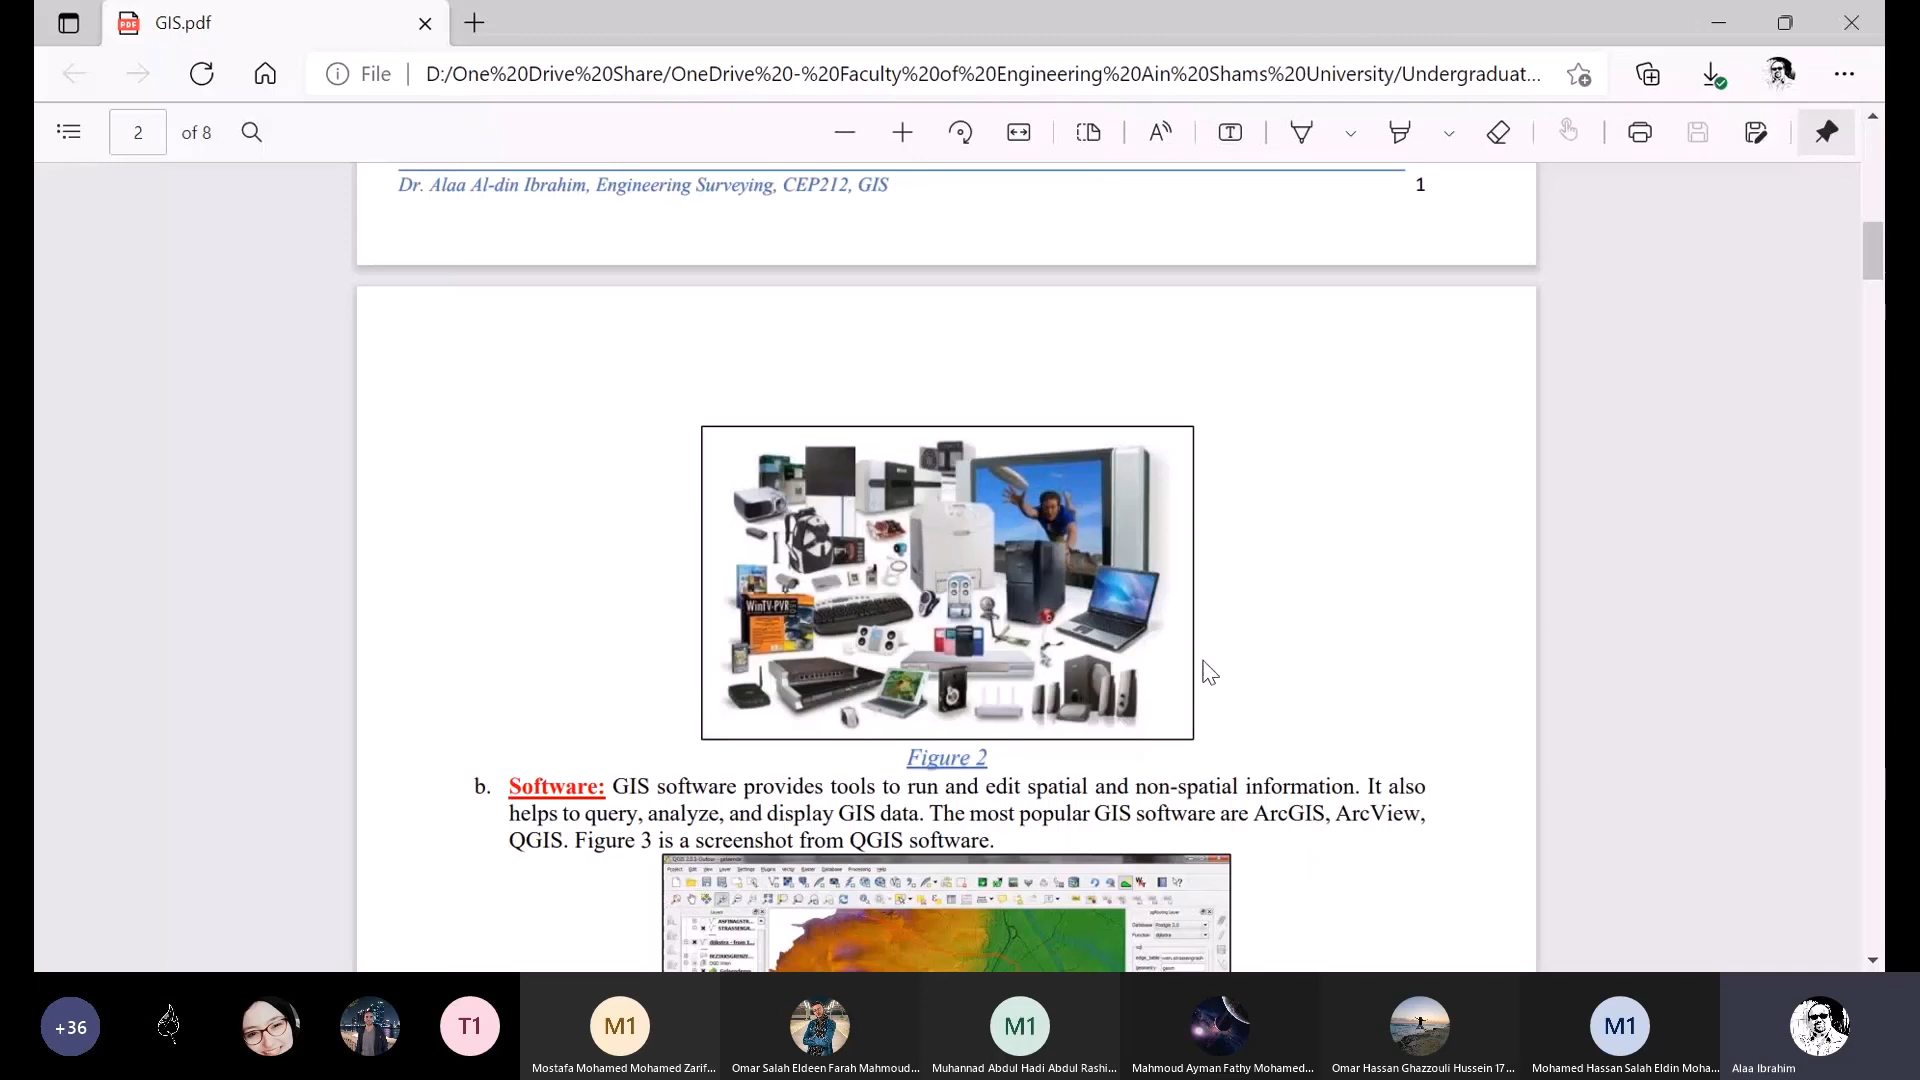 GIS.pdf
File
D:/One%20Drive%20Share/OneDrive%20-%20Faculty%20of%20Engineering%20Ain%20Shams%20University/Undergraduat...
2 of 8
Dr. Alaa Al-din Ibrahim, Engineering Surveying, CEP212, GIS 1
WinTV-PVR
Figure 2
b. Software: GIS software provides tools to run and edit spatial and non-spatial information. It also
helps to query, analyze, and display GIS data. The most popular GIS software are ArcGIS, ArcView,
QGIS. Figure 3 is a screenshot from QGIS software.
+36
T1
M1
M1
M1
Mostafa Mohamed Mohamed Zarif...
Omar Salah Eldeen Farah Mahmoud...
Muhannad Abdul Hadi Abdul Rashi...
Mahmoud Ayman Fathy Mohamed...
Omar Hassan Ghazzouli Hussein 17...
Mohamed Hassan Salah Eldin Moha...
Alaa Ibrahim